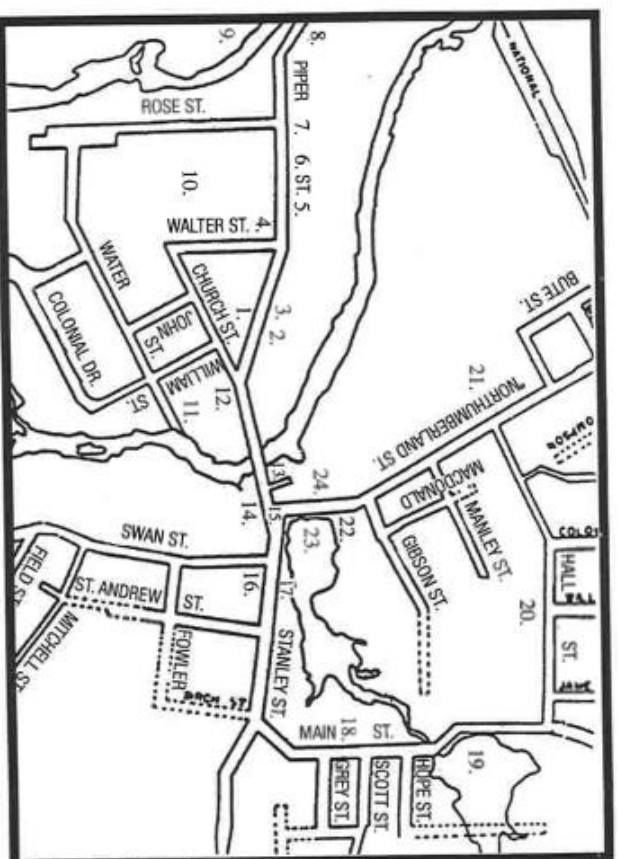 9.
8.
NATIONAL
PIPER 7. 6. ST. 5.
ROSE ST.
10.
WALTER ST. 4.
BUTE ST.
WATER
CHURCH ST.
1.
3.
2.
JOHN ST.
COLONIAL DR.
WILLIAM ST.
12.
11.
21.
NORTHUMBERLAND ST.
13
24.
14.
15
MACDONALD
MANLEY ST.
22.
23.
GIBSON ST.
SWAN ST.
HALL ST.
20.
16.
17.
ST. ANDREW ST.
FIELD ST.
MITCHELL ST.
FOWLER
BIRCH ST.
STANLEY ST.
JANE
MAIN ST.
18.
19.
GREY ST.
SCOTT ST.
HOPE ST.